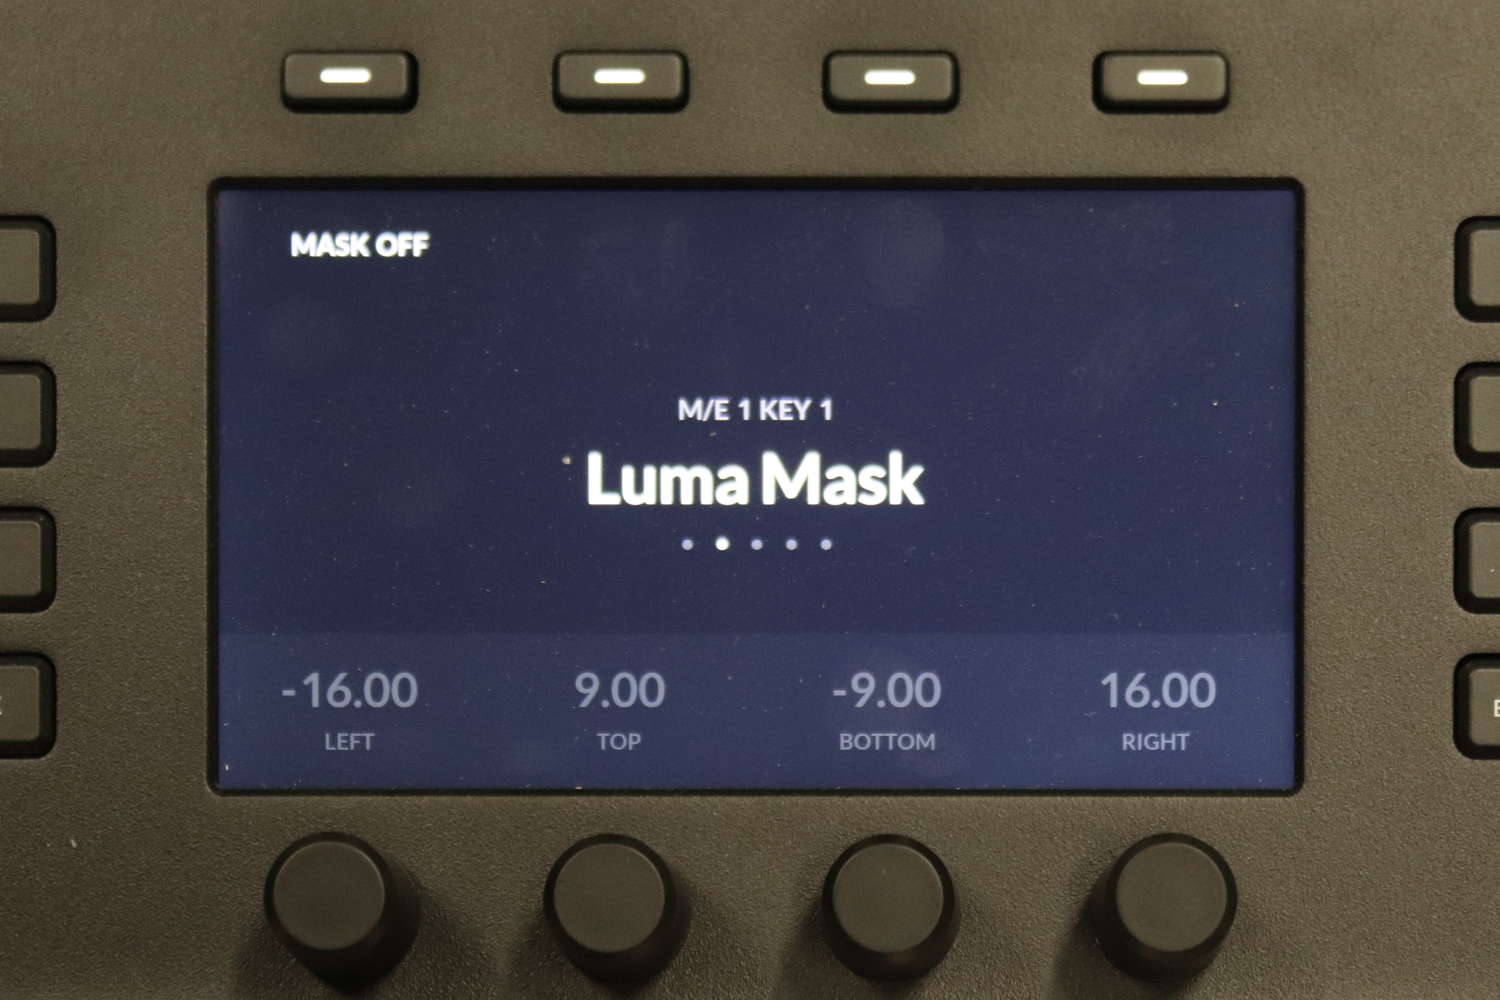 MASK OFF
M/E 1 KEY 1
Luma Mask
-16.00 9.00 -9.00 16.00
LEFT TOP BOTTOM RIGHT